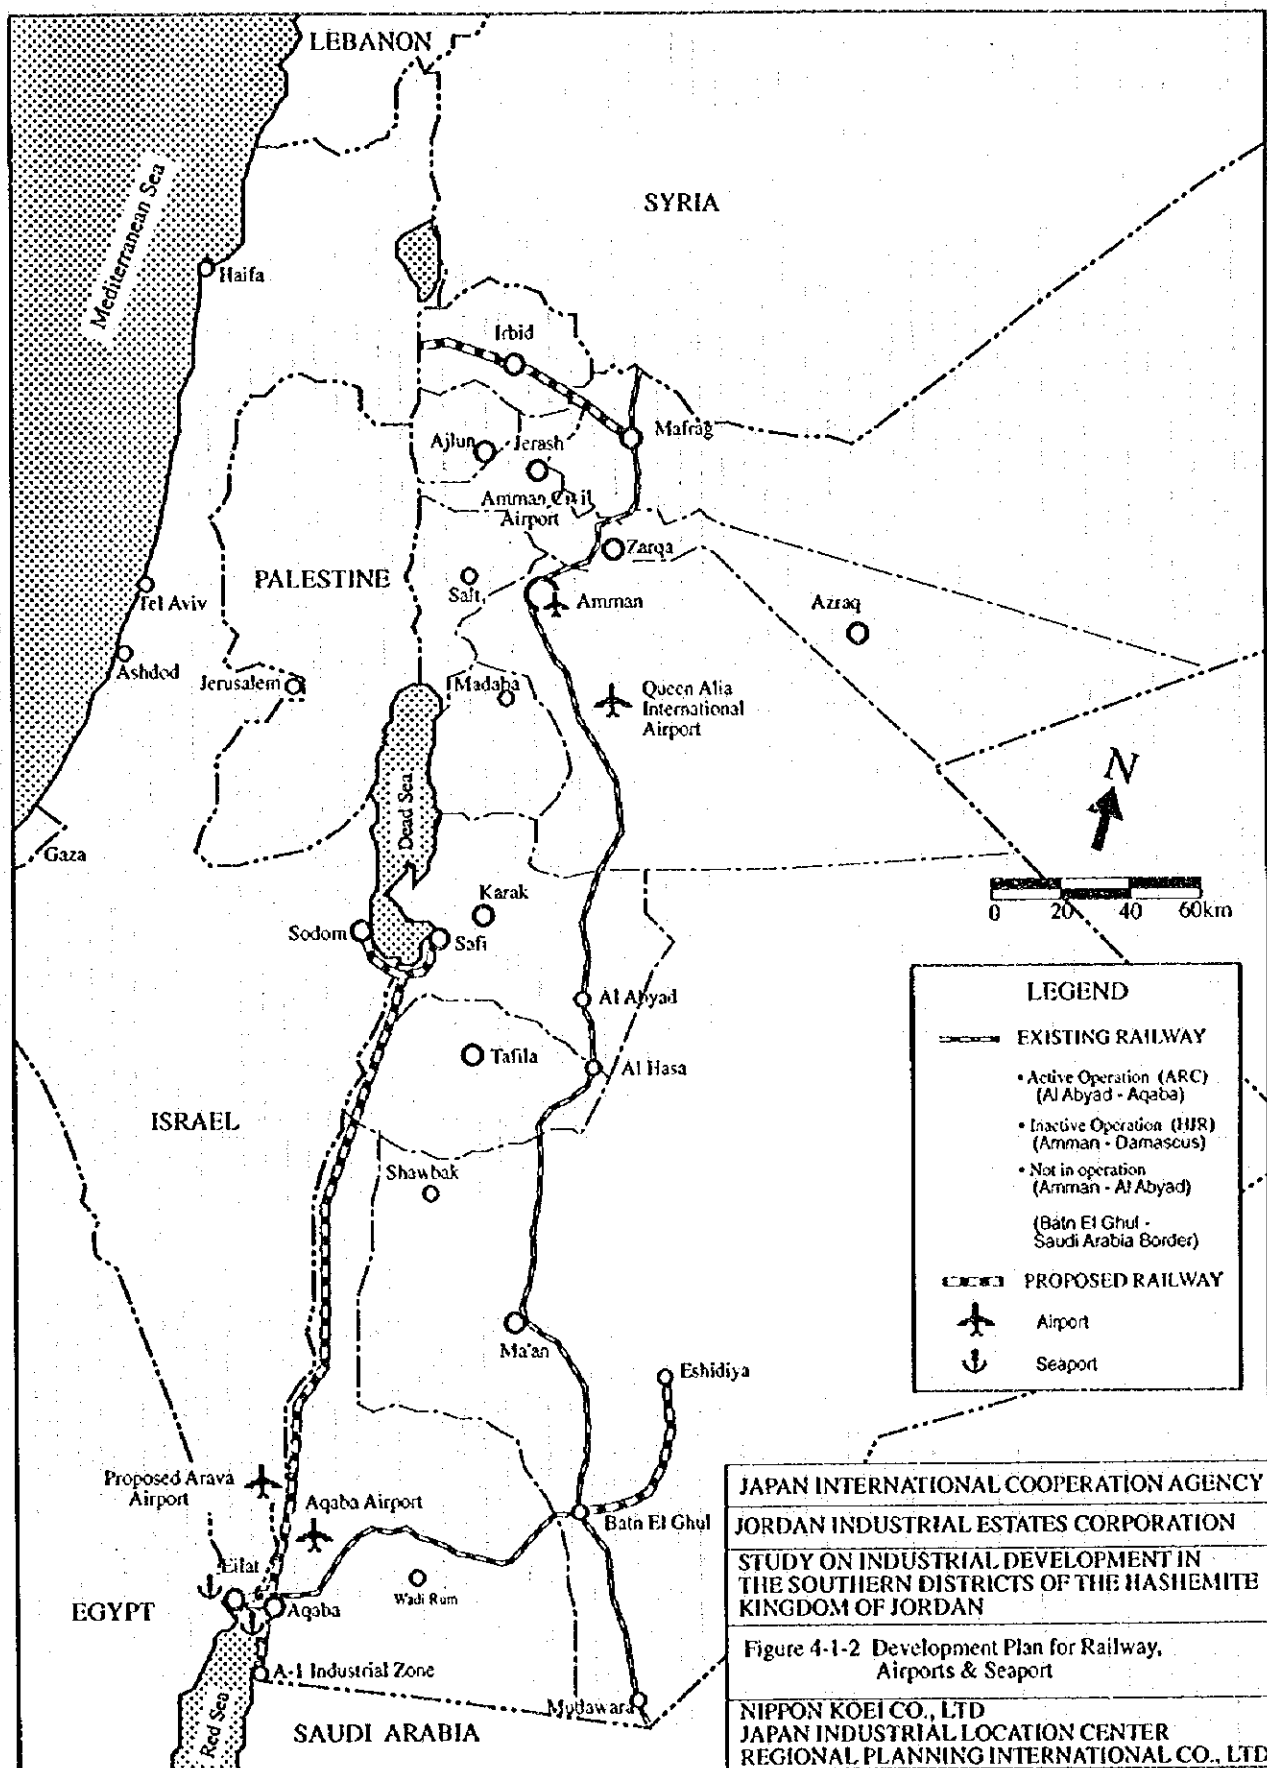 LEBANON
Mediterranean Sea
SYRIA
Haifa
Irbid
Mafrag
Ajlun
Jerash
Amman Civil
Airport
Zarqa
PALESTINE
Salt
Amman
Azraq
Tel Aviv
Ashdod
Jerusalem
Madaba
Queen Alia
International
Airport
N
Dead Sea
Gaza
Karak
0 20 40 60km
Sodom
Safi
LEGEND
Al Abyad
EXISTING RAILWAY
Tafila
Al Hasa
• Active Operation (ARC)
(Al Abyad - Aqaba)
ISRAEL
• Inactive Operation (HJR)
(Amman - Damascus)
Shawbak
• Not in operation
(Amman - Al Abyad)
(Batn El Ghul -
Saudi Arabia Border)
PROPOSED RAILWAY
Airport
Ma'an
Seaport
Eshidiya
Proposed Arava
Airport
Aqaba Airport
Batn El Ghul
Eilat
Wadi Rum
EGYPT
Aqaba
A-1 Industrial Zone
Mudawara
Red Sea
SAUDI ARABIA
JAPAN INTERNATIONAL COOPERATION AGENCY
JORDAN INDUSTRIAL ESTATES CORPORATION
STUDY ON INDUSTRIAL DEVELOPMENT IN
THE SOUTHERN DISTRICTS OF THE HASHEMITE
KINGDOM OF JORDAN
Figure 4-1-2 Development Plan for Railway,
Airports & Seaport
NIPPON KOEI CO., LTD
JAPAN INDUSTRIAL LOCATION CENTER
REGIONAL PLANNING INTERNATIONAL CO., LTD